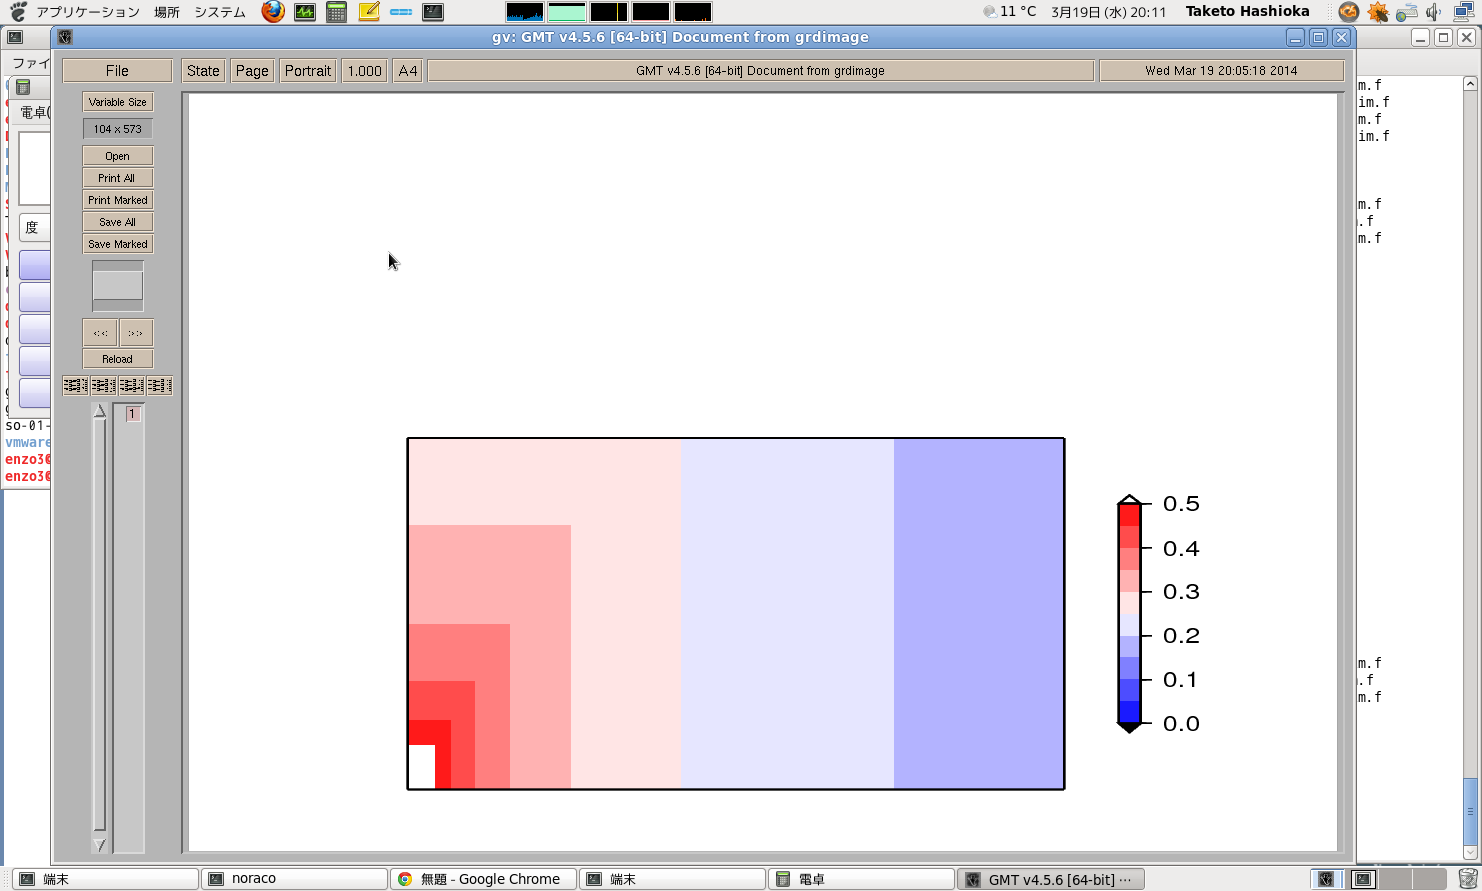 アプリケーション 場所 システム 11 °C 3月19日 (水) 20:11 Taketo Hashioka
gv: GMT v4.5.6 [64-bit] Document from grdimage
ファイ
File State Page Portrait 1.000 A4 GMT v4.5.6 [64-bit] Document from grdimage Wed Mar 19 20:05:18 2014
m.f
Variable Size
im.f
電卓(
m.f
104 x 573
im.f
Open
Print All
Print Marked
m.f
Save All
.f
度
Save Marked
m.f
<< >>
Reload
1
so-01-
vmware
enzo3@
enzo3@
0.5
0.4
0.3
0.2
0.1
0.0
m.f
.f
m.f
端末 noraco 無題 - Google Chrome 端末 電卓 GMT v4.5.6 [64-bit] ···